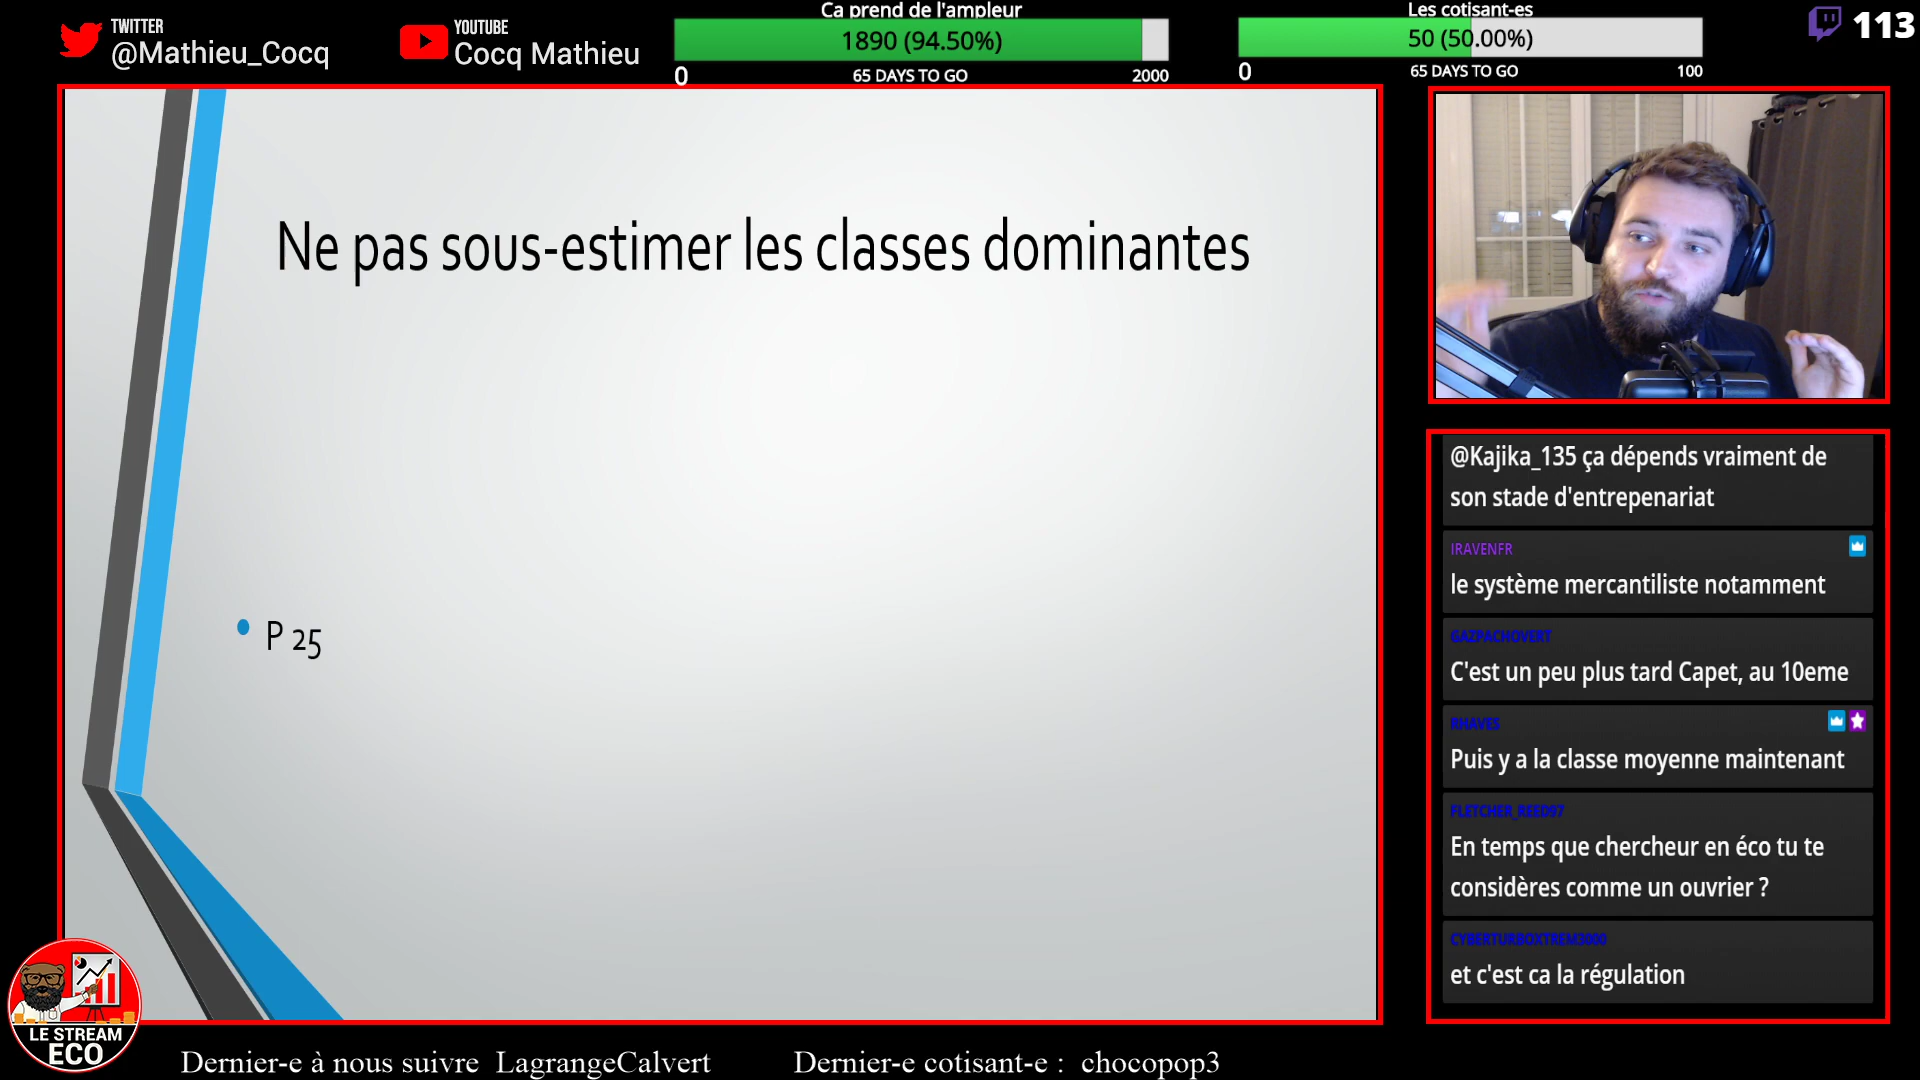 TWITTER
@Mathieu_Cocq
YOUTUBE
Cocq Mathieu
Ca prend de l'ampleur
1890 (94.50%)
0
65 DAYS TO GO
2000
Les cotisant-es
50 (50.00%)
0
65 DAYS TO GO
100
113
Ne pas sous-estimer les classes dominantes
• P 25
@Kajika_135 ça dépends vraiment de
son stade d'entrepenariat
IRAVENFR
le système mercantiliste notamment
GAZPACHOVERT
C'est un peu plus tard Capet, au 10eme
RHAVES
Puis y a la classe moyenne maintenant
FLETCHER_REED97
En temps que chercheur en éco tu te
considères comme un ouvrier ?
CYBERTURBOXTREM3000
et c'est ca la régulation
LE STREAM
ECO
Dernier-e à nous suivre LagrangeCalvert
Dernier-e cotisant-e : chocopop3